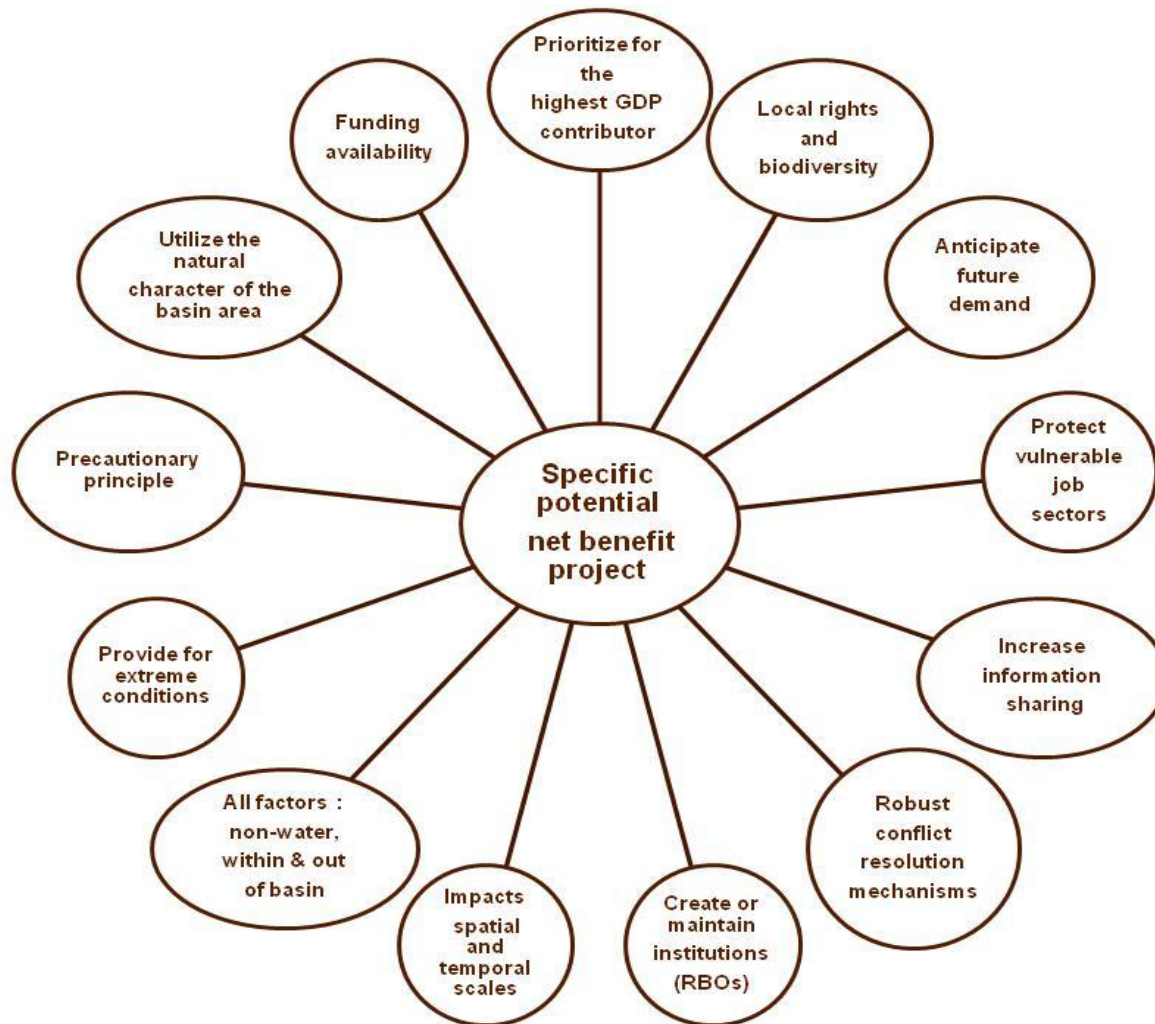 Prioritize for
the
highest GDP
contributor
Local rights
and
biodiversity
Anticipate
future
demand
Protect
vulnerable
job
sectors
Increase
information
sharing
Robust
conflict
resolution
mechanisms
Create or
maintain
institutions
(RBOs)
Impacts
spatial
and
temporal
scales
All factors :
non-water,
within & out
of basin
Provide for
extreme
conditions
Precautionary
principle
Utilize the
natural
character of the
basin area
Funding
availability
Specific
potential
net benefit
project